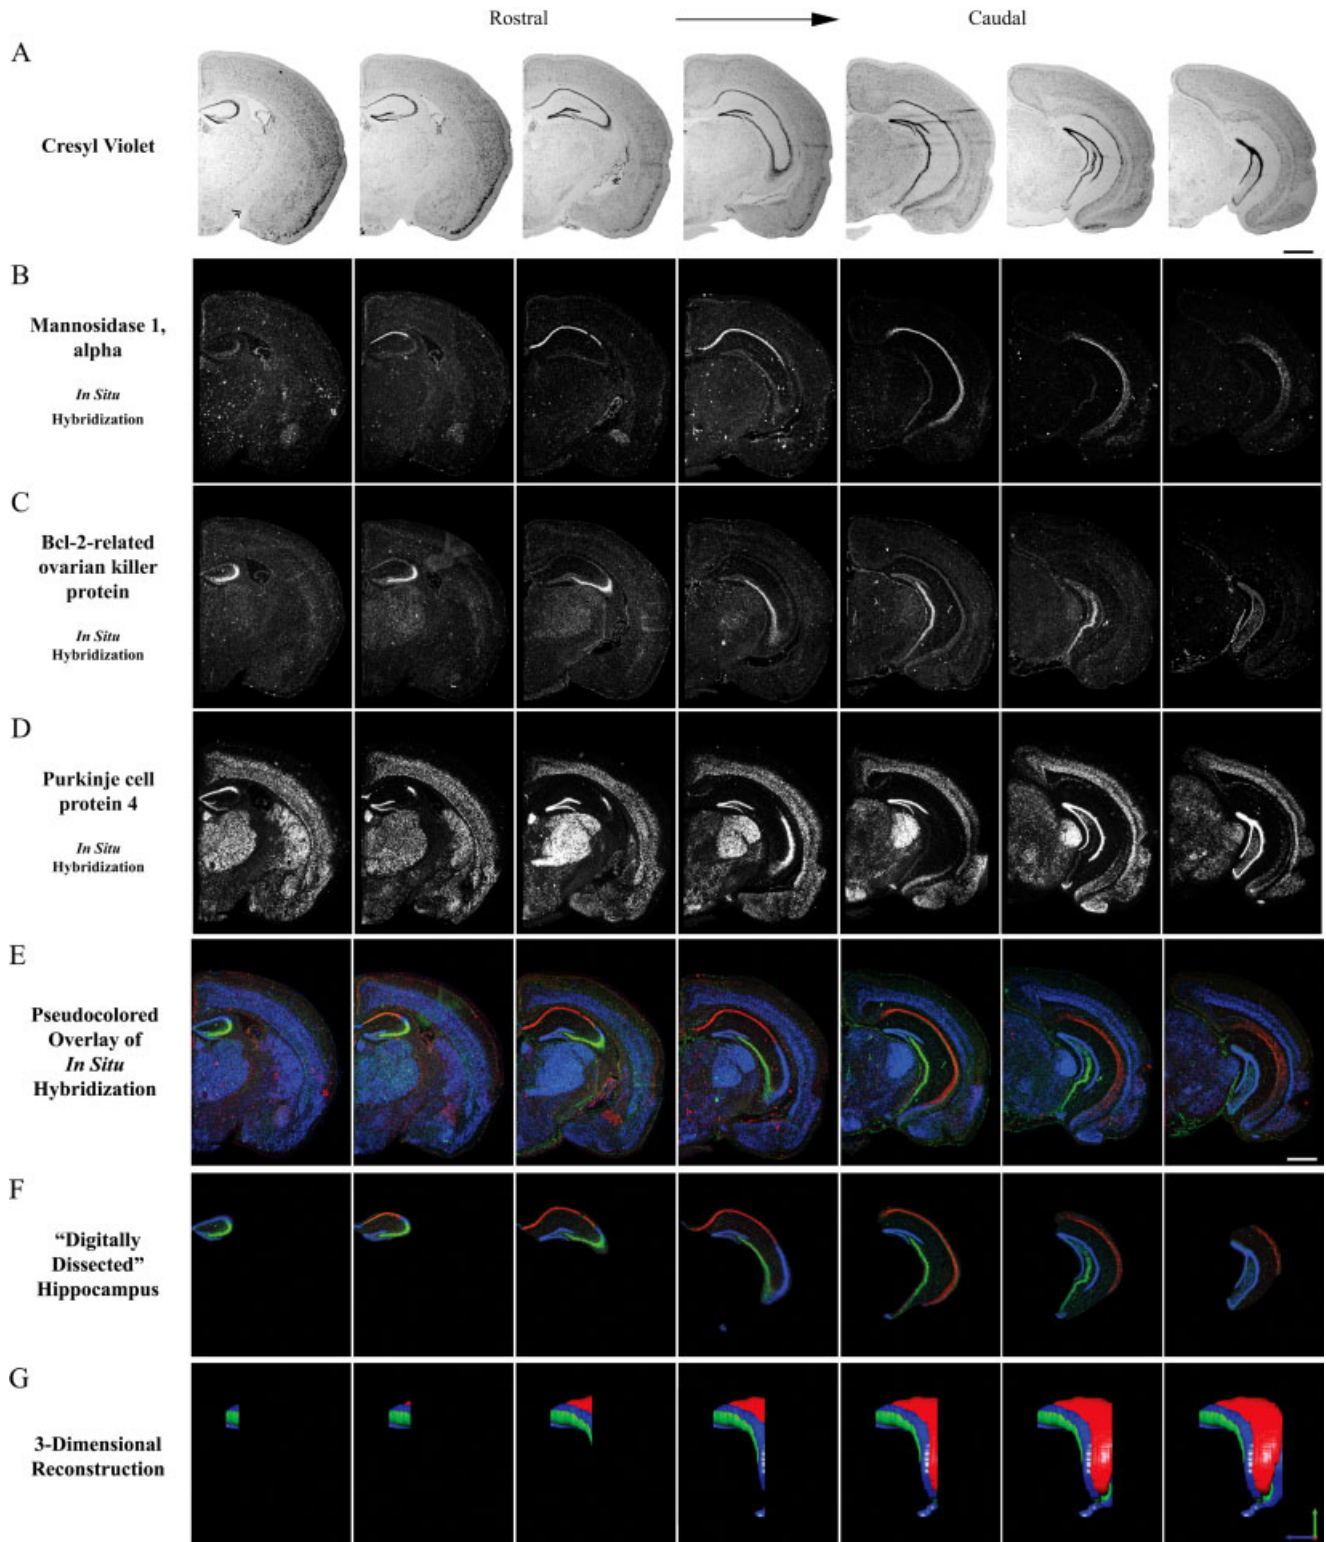 Rostral Caudal
A
Cresyl Violet
B
Mannosidase 1,
alpha
In Situ
Hybridization
C
Bcl-2-related
ovarian killer
protein
In Situ
Hybridization
D
Purkinje cell
protein 4
In Situ
Hybridization
E
Pseudocolored
Overlay of
In Situ
Hybridization
F
“Digitally
Dissected”
Hippocampus
G
3-Dimensional
Reconstruction